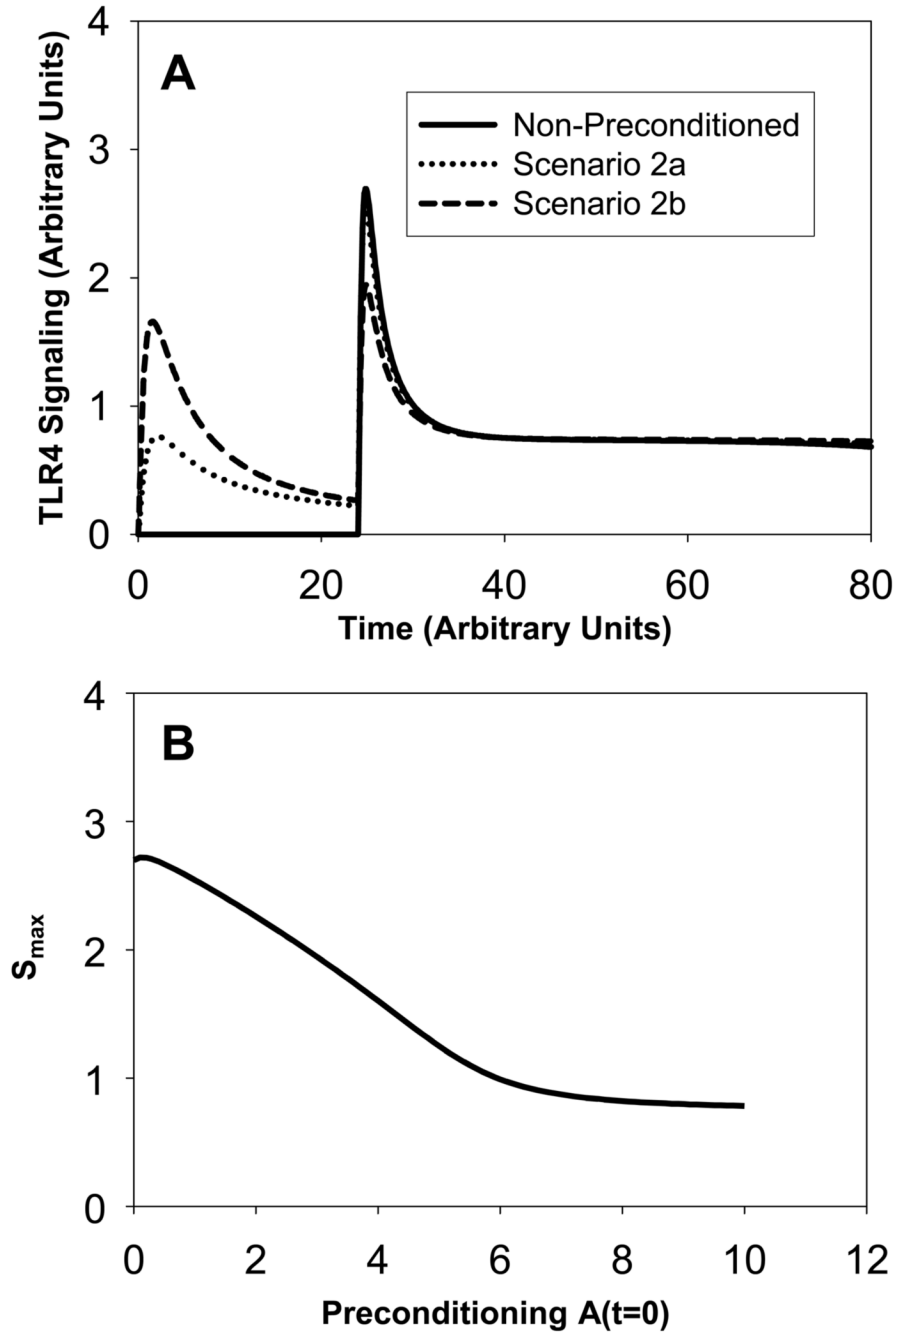 4
A
Non-Preconditioned
3
Scenario 2a
Scenario 2b
2
1
0
TLR4 Signaling (Arbitrary Units)
0 20 40 60 80
Time (Arbitrary Units)
4
B
3
2
1
0
Smax
0 2 4 6 8 10 12
Preconditioning A(t=0)